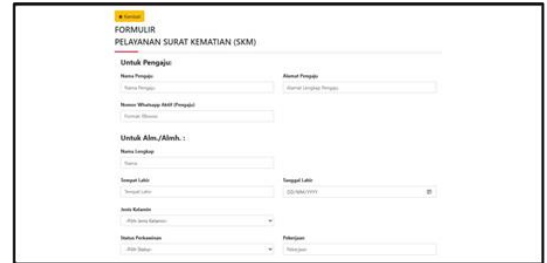 Kembali
FORMULIR
PELAYANAN SURAT KEMATIAN (SKM)
Untuk Pengaju:
Nama Pengaju
Alamat Pengaju
Nama Pengaju
Alamat Lengkap Pengaju
Nomor Whatsapp Aktif (Pengaju)
Format
Untuk Alm./Almh. :
Nama Lengkap
Nama
Tempat Lahir
Tanggal Lahir
Tempat Lahir
DD/MM/YYYY
Jenis Kelamin
-Pilih Jenis Kelamin-
Status Perkawinan
Pekerjaan
-Pilih Status-
Pekerjaan